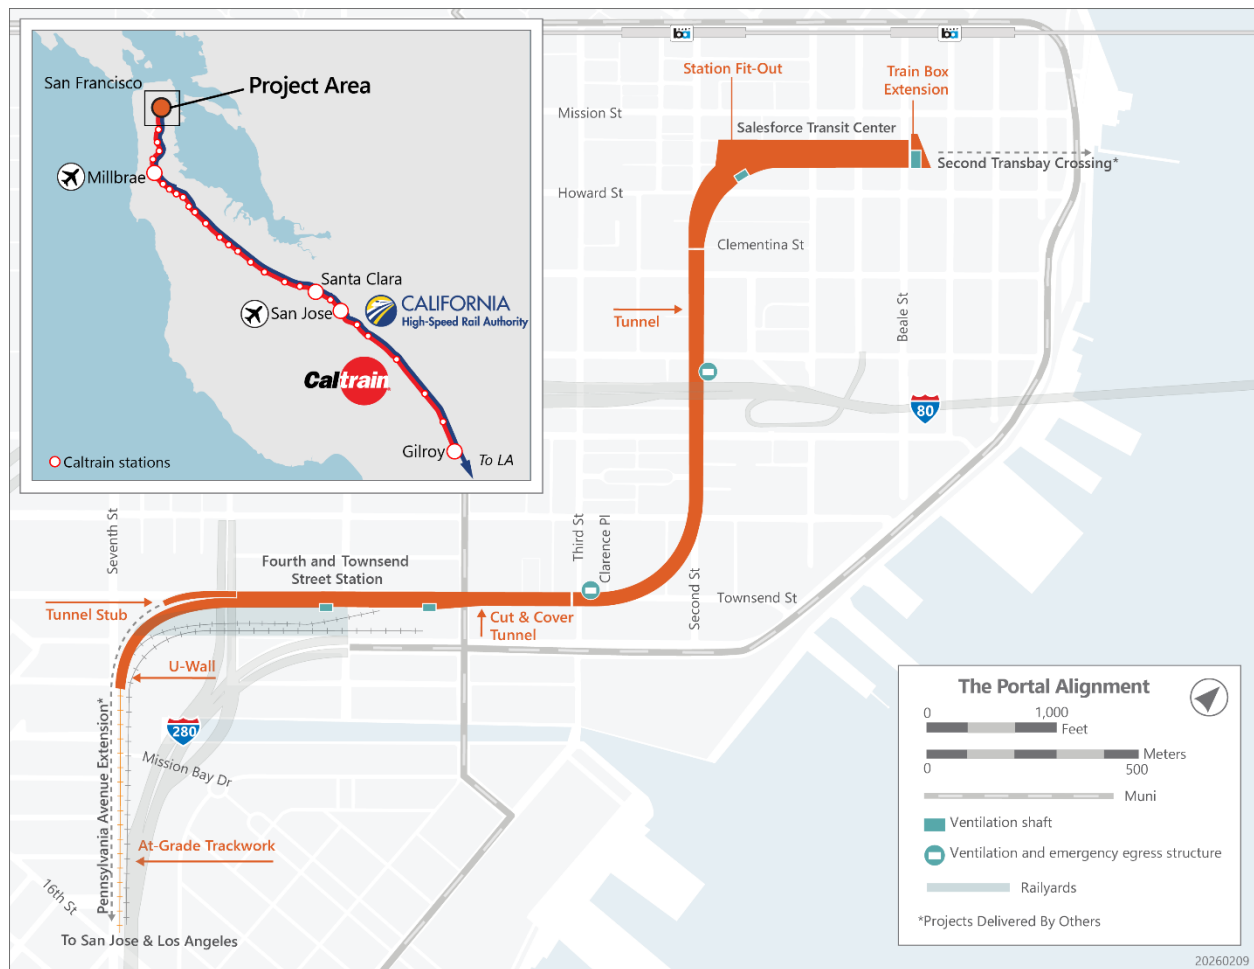 San Francisco
Project Area
Millbrae
Santa Clara
San Jose
CALIFORNIA
High-Speed Rail Authority
Caltrain
Gilroy
To LA
Caltrain stations
ba
ba
Station Fit-Out
Train Box
Extension
Mission St
Salesforce Transit Center
Second Transbay Crossing*
Howard St
Clementina St
Tunnel
Beale St
80
Seventh St
Third St
Clarence Pl
Second St
Fourth and Townsend
Street Station
Townsend St
Tunnel Stub
Cut & Cover
Tunnel
U-Wall
280
Mission Bay Dr
Pennsylvania Avenue Extension*
At-Grade Trackwork
16th St
To San Jose & Los Angeles
The Portal Alignment
0 1,000
Feet
Meters
0 500
Muni
Ventilation shaft
Ventilation and emergency egress structure
Railyards
*Projects Delivered By Others
20260209